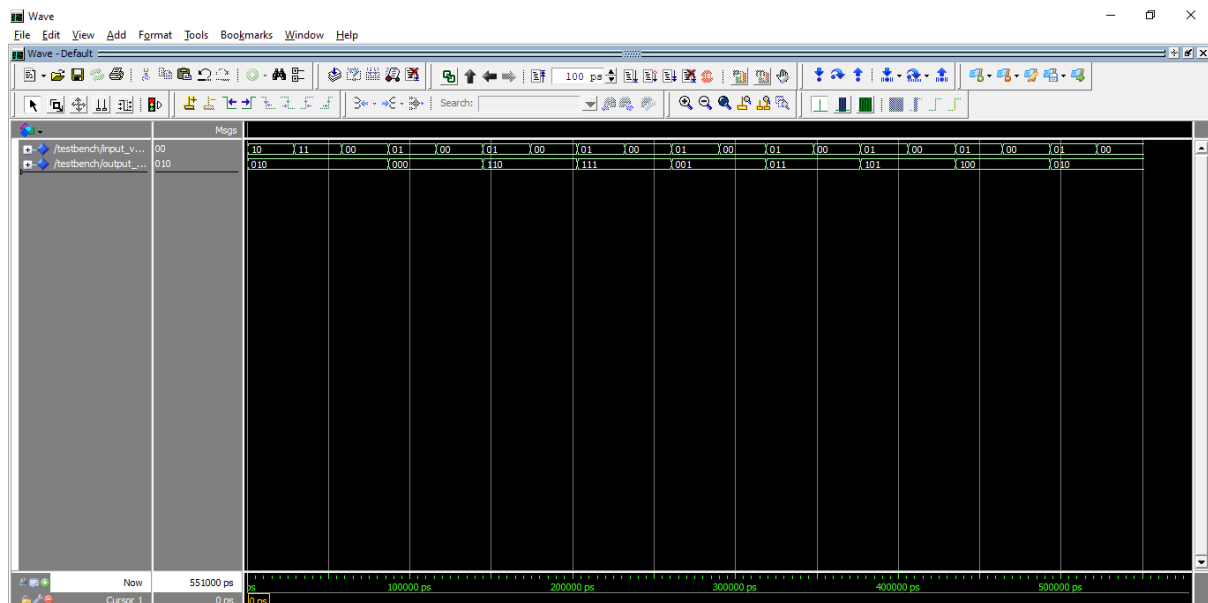 Wave
File Edit View Add Format Tools Bookmarks Window Help
Wave - Default
100 ps
Search:
Msgs
/testbench/input_v... 00 10 11 00 01 00 01 00 01 00 01 00 01 00 01 00 01 00 01 00
/testbench/output_... 010 010 000 110 111 001 011 101 100 010
Now 551000 ps ps 100000 ps 200000 ps 300000 ps 400000 ps 500000 ps
Cursor 1 0 ps 0 ps